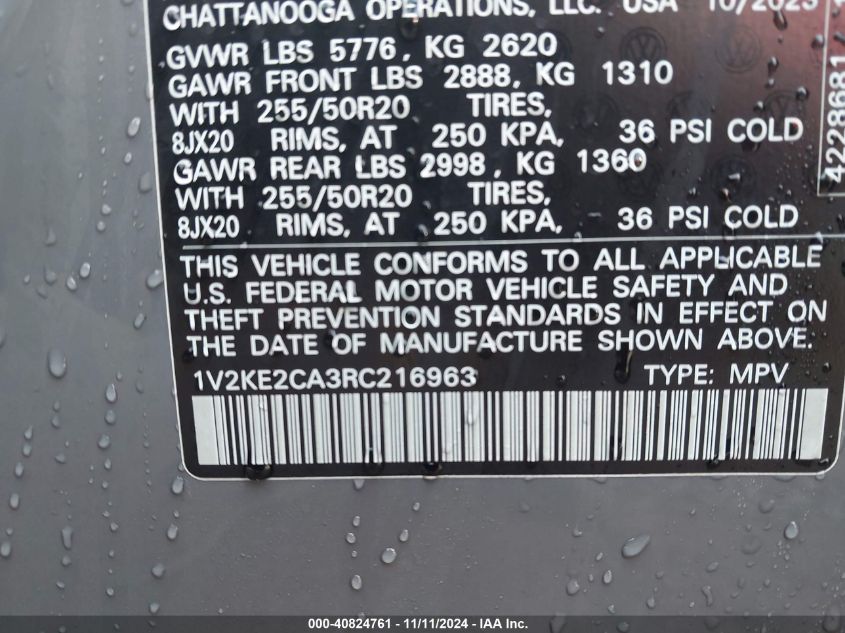 CHATTANOOGA OPERATIONS, LLC. USA 10/2023
GVWR LBS 5776, KG 2620
GAWR FRONT LBS 2888, KG 1310
WITH 255/50R20 TIRES,
8JX20 RIMS, AT 250 KPA, 36 PSI COLD
GAWR REAR LBS 2998, KG 1360
WITH 255/50R20 TIRES,
8JX20 RIMS, AT 250 KPA, 36 PSI COLD
THIS VEHICLE CONFORMS TO ALL APPLICABLE
U.S. FEDERAL MOTOR VEHICLE SAFETY AND
THEFT PREVENTION STANDARDS IN EFFECT ON
THE DATE OF MANUFACTURE SHOWN ABOVE.
1V2KE2CA3RC216963 TYPE: MPV
4228681
000-40824761 - 11/11/2024 - IAA Inc.